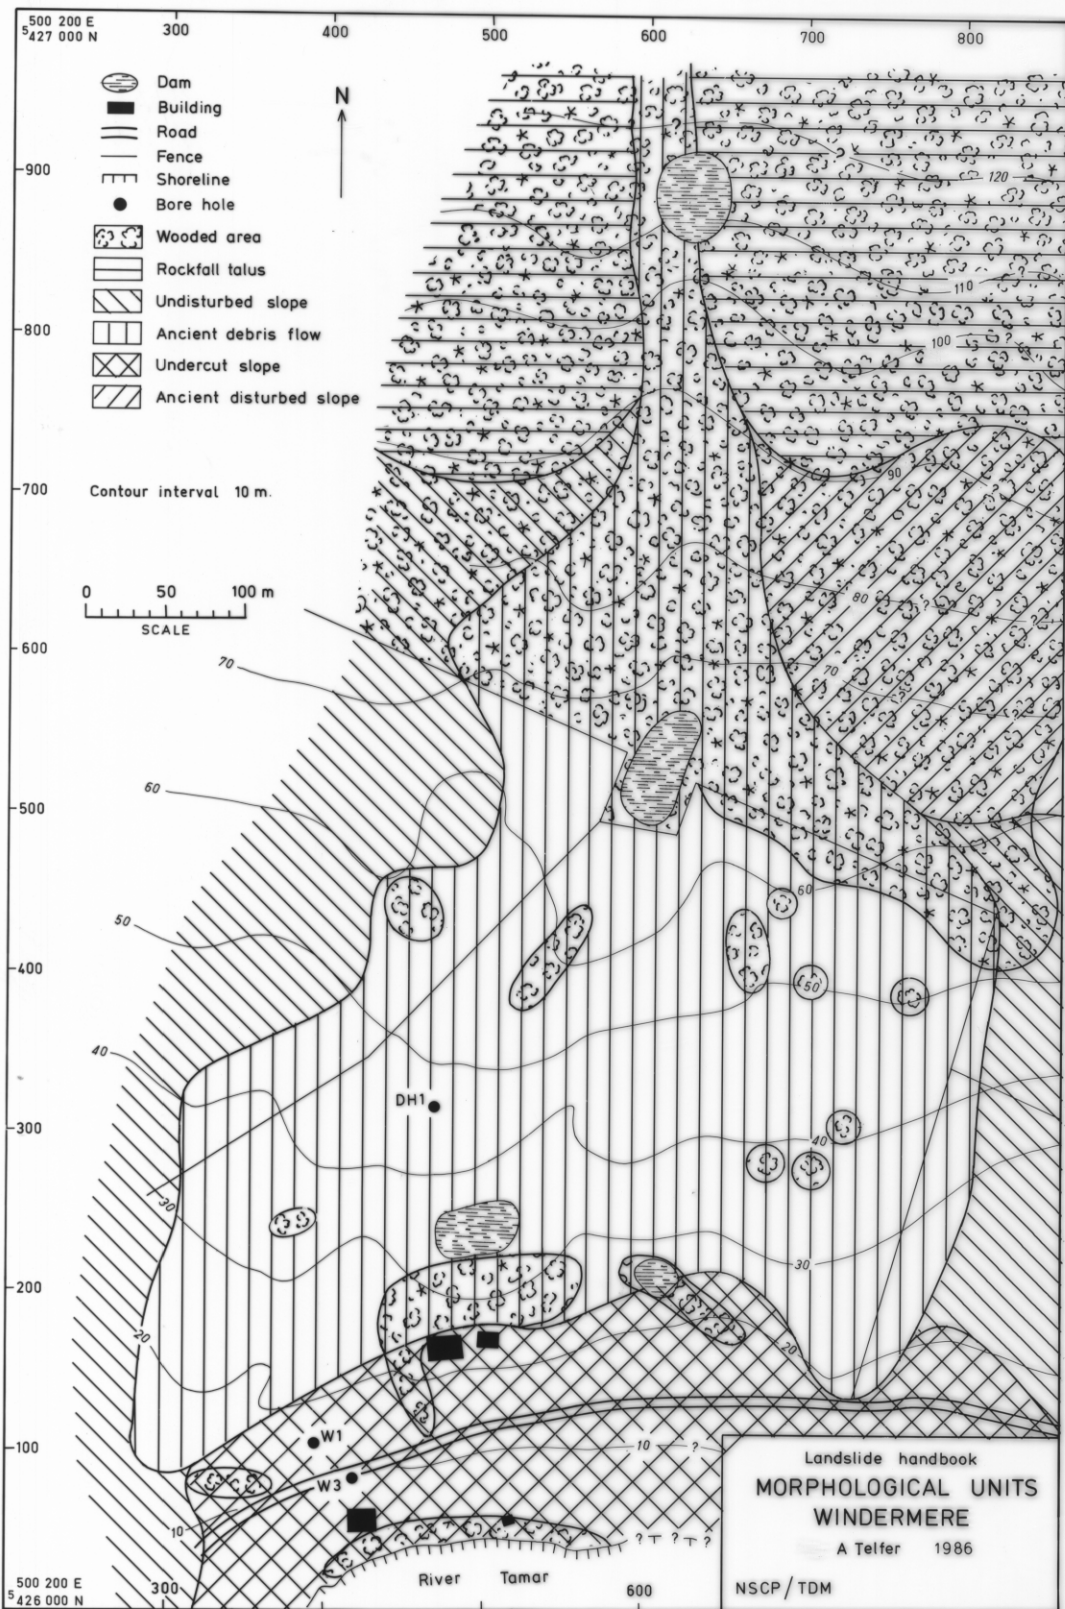 500 200 E
5427 000 N
300
400
500
600
700
800
Dam
Building
Road
Fence
Shoreline
Bore hole
Wooded area
Rockfall talus
Undisturbed slope
Ancient debris flow
Undercut slope
Ancient disturbed slope
N
Contour interval 10 m.
0 50 100 m
SCALE
900
800
700
600
500
400
300
200
100
120
110
100
90
80
?
?
70
?
70
60
60
50
50
40
40
30
30
20
20
10
10 ?
?
DH1
W1
W3
? ? ?
River Tamar
Landslide handbook
MORPHOLOGICAL UNITS
WINDERMERE
A Telfer 1986
NSCP/TDM
500 200 E
5426 000 N
300
600